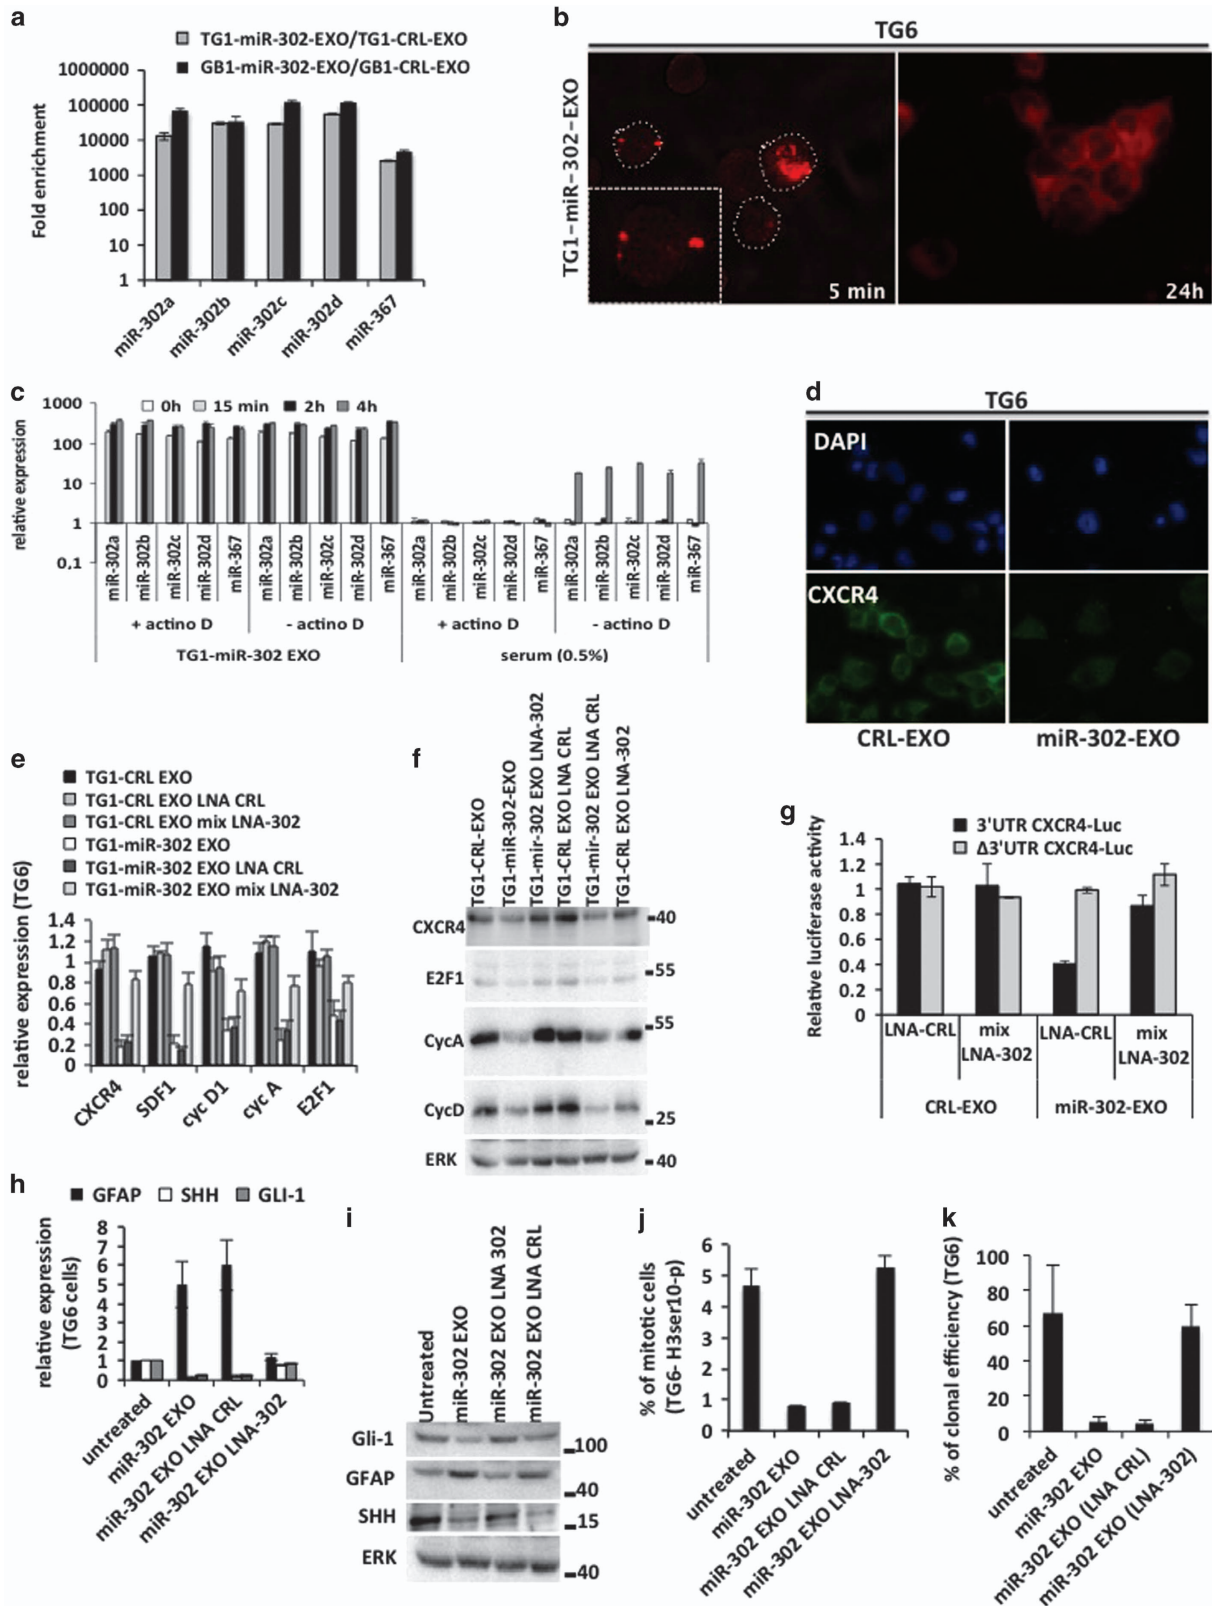 a
TG1-miR-302-EXO/TG1-CRL-EXO
GB1-miR-302-EXO/GB1-CRL-EXO
Fold enrichment
1000000
100000
10000
1000
100
10
1
miR-302a
miR-302b
miR-302c
miR-302d
miR-367
b
TG6
TG1-miR-302-EXO
5 min
24h
c
0h
15 min
2h
4h
relative expression
1000
100
10
1
0,1
miR-302a
miR-302b
miR-302c
miR-302d
miR-367
miR-302a
miR-302b
miR-302c
miR-302d
miR-367
miR-302a
miR-302b
miR-302c
miR-302d
miR-367
miR-302a
miR-302b
miR-302c
miR-302d
miR-367
+ actino D
- actino D
+ actino D
- actino D
TG1-miR-302 EXO
serum (0.5%)
d
TG6
DAPI
CXCR4
CRL-EXO
miR-302-EXO
e
TG1-CRL EXO
TG1-CRL EXO LNA CRL
TG1-CRL EXO mix LNA-302
TG1-miR-302 EXO
TG1-miR-302 EXO LNA CRL
TG1-miR-302 EXO mix LNA-302
relative expression (TG6)
1.4
1.2
1
0.8
0.6
0.4
0.2
0
CXCR4
SDF1
cyc D1
cyc A
E2F1
f
TG1-CRL-EXO
TG1-miR-302-EXO
TG1-mir-302 EXO LNA-302
TG1-CRL EXO LNA CRL
TG1-mir-302 EXO LNA CRL
TG1-CRL EXO LNA-302
CXCR4
40
E2F1
55
CycA
55
CycD
25
ERK
40
g
3'UTR CXCR4-Luc
Δ3'UTR CXCR4-Luc
Relative luciferase activity
1.4
1.2
1
0.8
0.6
0.4
0.2
0
LNA-CRL
mix LNA-302
LNA-CRL
mix LNA-302
CRL-EXO
miR-302-EXO
h
GFAP
SHH
GLI-1
relative expression
(TG6 cells)
8
7
6
5
4
3
2
1
0
untreated
miR-302 EXO
miR-302 EXO LNA CRL
miR-302 EXO LNA-302
i
Untreated
miR-302 EXO
miR-302 EXO LNA 302
miR-302 EXO LNA CRL
Gli-1
100
GFAP
40
SHH
15
ERK
40
j
% of mitotic cells
(TG6- H3ser10-p)
6
5
4
3
2
1
0
untreated
miR-302 EXO
miR-302 EXO LNA CRL
miR-302 EXO LNA-302
k
% of clonal efficiency (TG6)
100
80
60
40
20
0
untreated
miR-302 EXO
miR-302 EXO (LNA CRL)
miR-302 EXO (LNA-302)